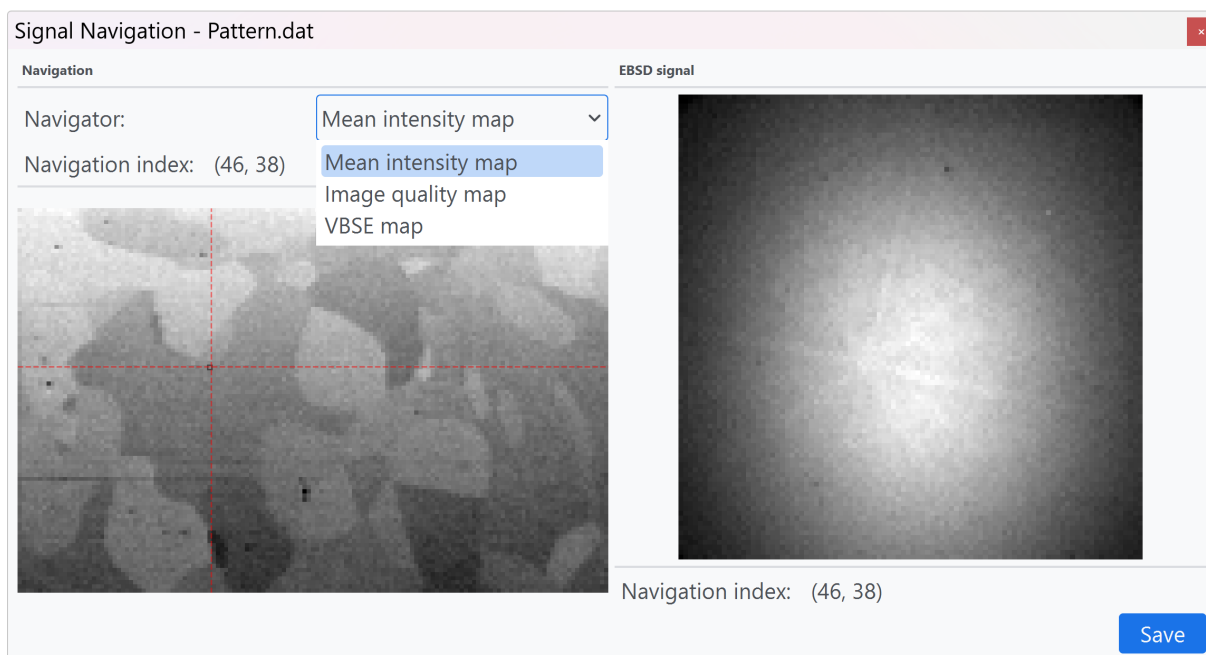 Signal Navigation - Pattern.dat
×
Navigation
Navigator:
Mean intensity map
Mean intensity map
Image quality map
VBSE map
Navigation index: (46, 38)
EBSD signal
Navigation index: (46, 38)
Save